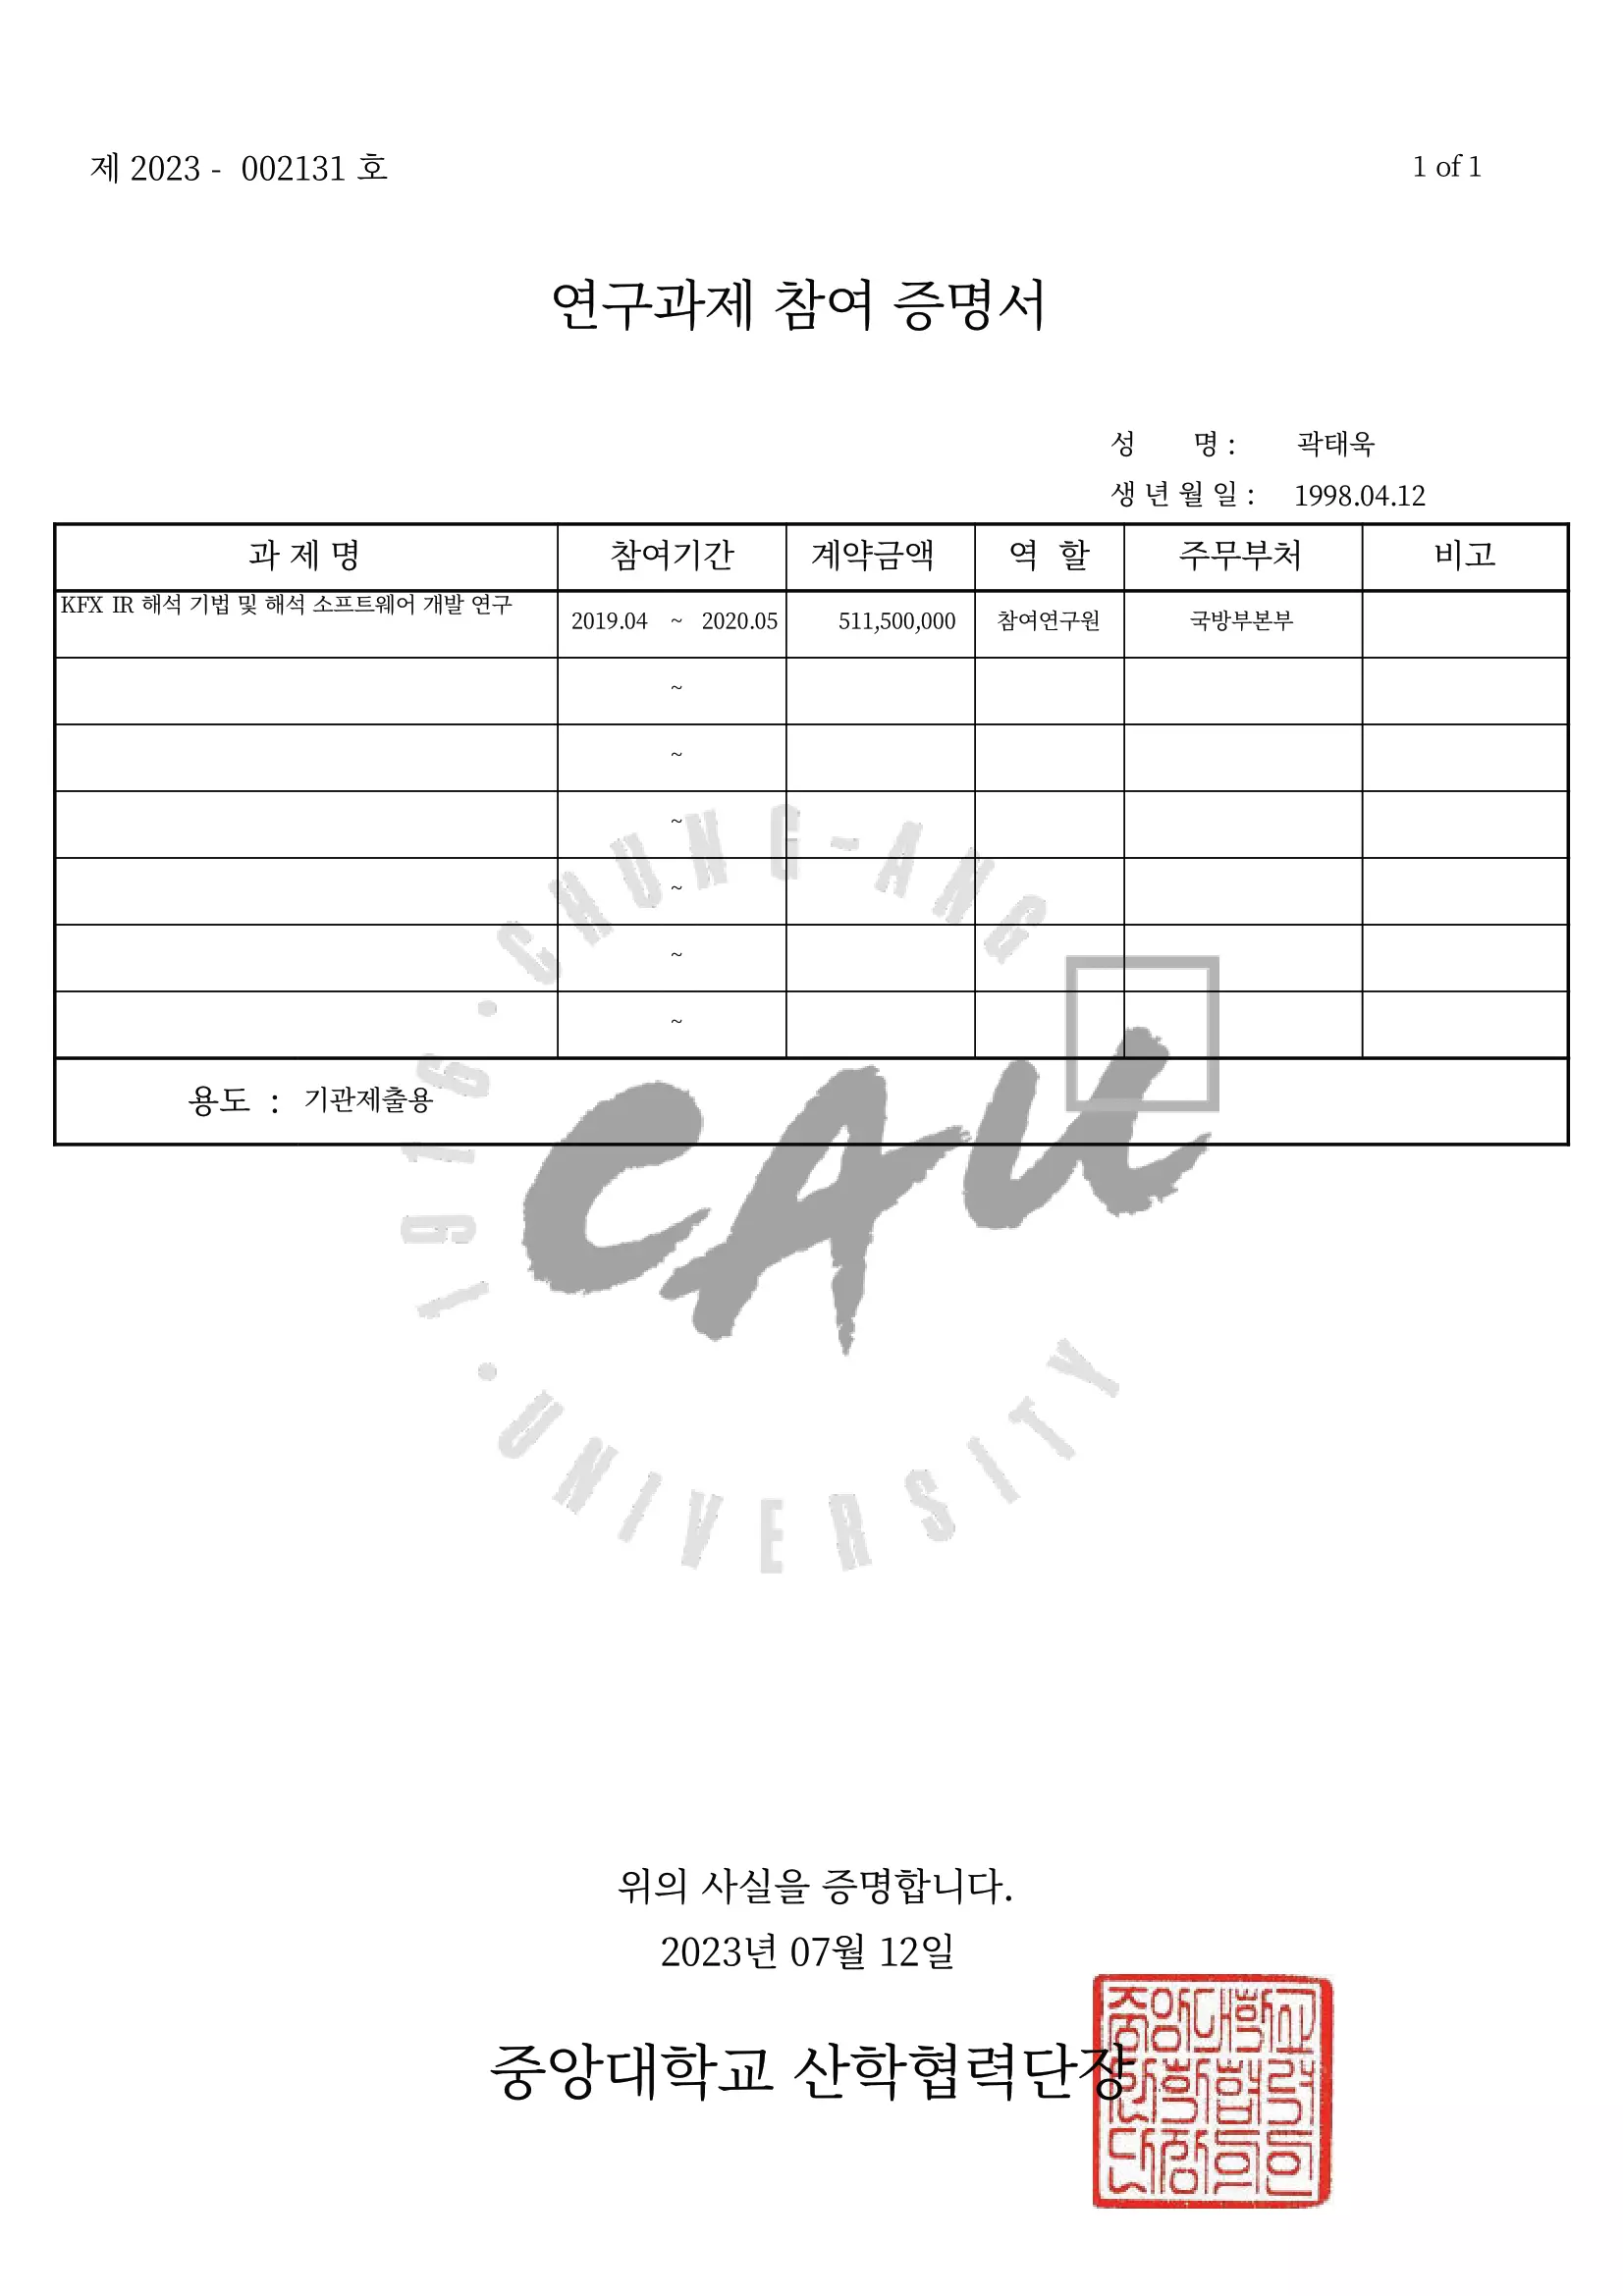 제 2023 - 002131 호
1 of 1
연구과제 참여 증명서
성 명 : 곽태욱
생 년 월 일 : 1998.04.12
과 제 명 참여기간 계약금액 역 할 주무부처 비고
KFX IR 해석 기법 및 해석 소프트웨어 개발 연구 2019.04 ~ 2020.05 511,500,000 참여연구원 국방부본부
~
~
~
~
~
~
용도 : 기관제출용
1916 · CHUNG-ANG
CAU
· UNIVERSITY
위의 사실을 증명합니다.
2023년 07월 12일
중앙대학교 산학협력단장
중앙대학교
산학협력
단장의인